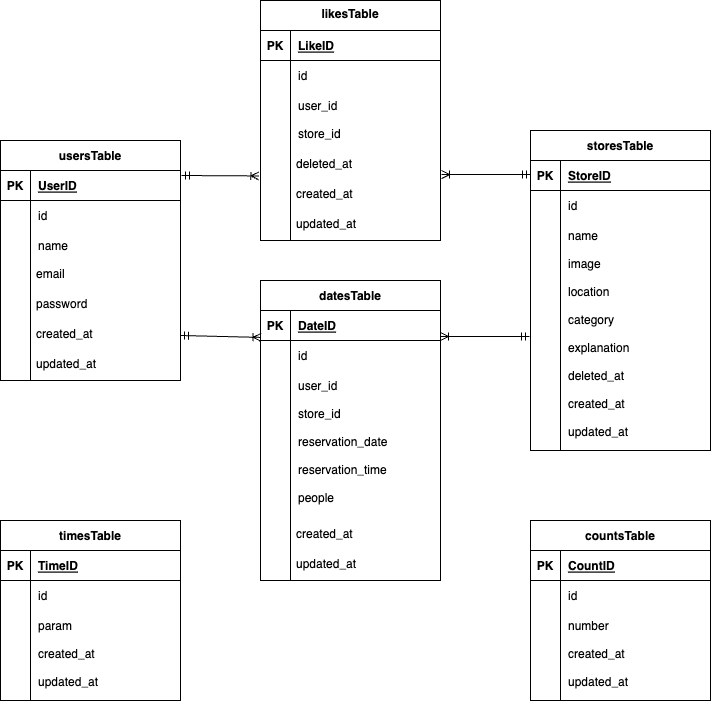 likesTable
PK LikeID
id
user_id
store_id
deleted_at
created_at
updated_at
usersTable
PK UserID
id
name
email
password
created_at
updated_at
storesTable
PK StoreID
id
name
image
location
category
explanation
deleted_at
created_at
updated_at
datesTable
PK DateID
id
user_id
store_id
reservation_date
reservation_time
people
created_at
updated_at
timesTable
PK TimeID
id
param
created_at
updated_at
countsTable
PK CountID
id
number
created_at
updated_at